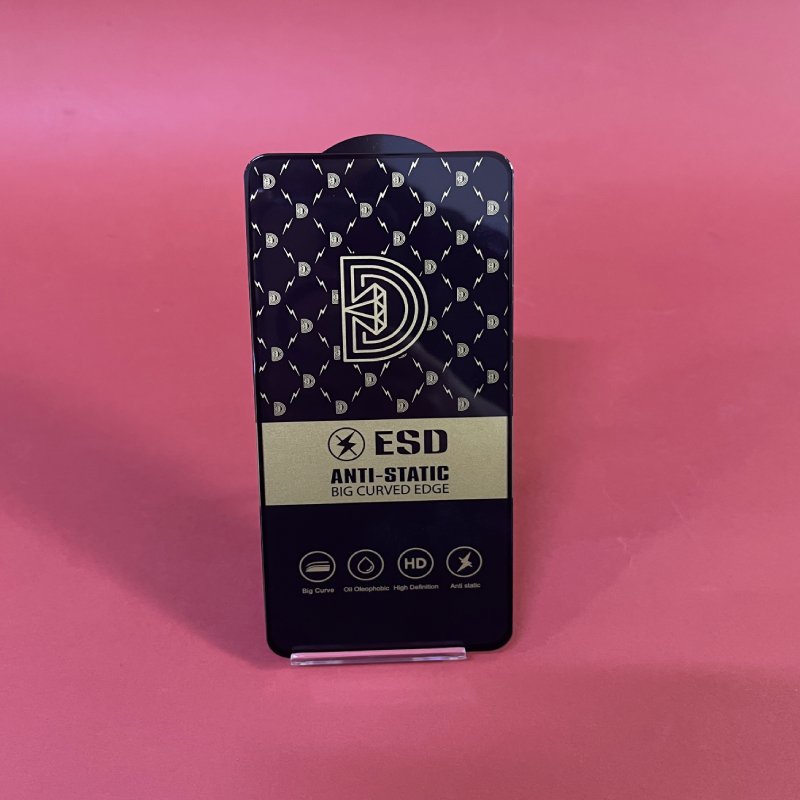 D
ESD
ANTI-STATIC
BIG CURVED EDGE
HD
Big Curve Oil Oleophobic High Definition Anti static